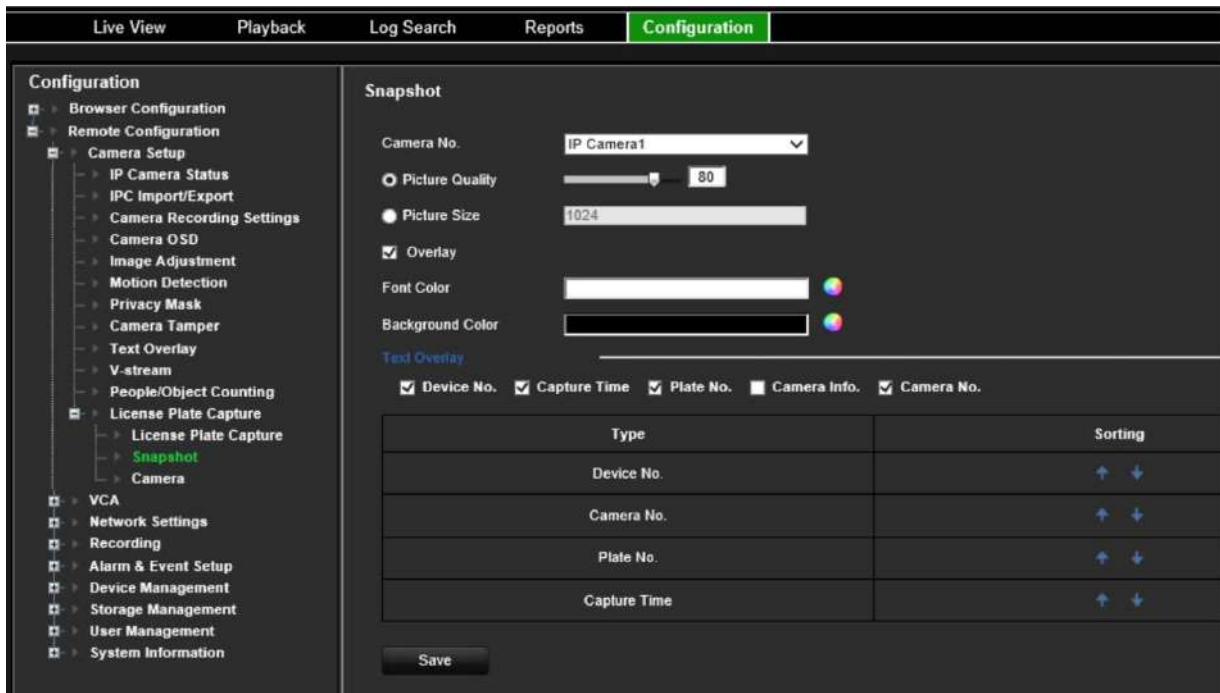 Live View Playback Log Search Reports Configuration
Configuration
Browser Configuration
Remote Configuration
Camera Setup
IP Camera Status
IPC Import/Export
Camera Recording Settings
Camera OSD
Image Adjustment
Motion Detection
Privacy Mask
Camera Tamper
Text Overlay
V-stream
People/Object Counting
License Plate Capture
License Plate Capture
Snapshot
Camera
VCA
Network Settings
Recording
Alarm & Event Setup
Device Management
Storage Management
User Management
System Information
Snapshot
Camera No. IP Camera1
Picture Quality 80
Picture Size 1024
Overlay
Font Color
Background Color
Text Overlay
Device No. Capture Time Plate No. Camera Info. Camera No.
Type Sorting
Device No.
Camera No.
Plate No.
Capture Time
Save